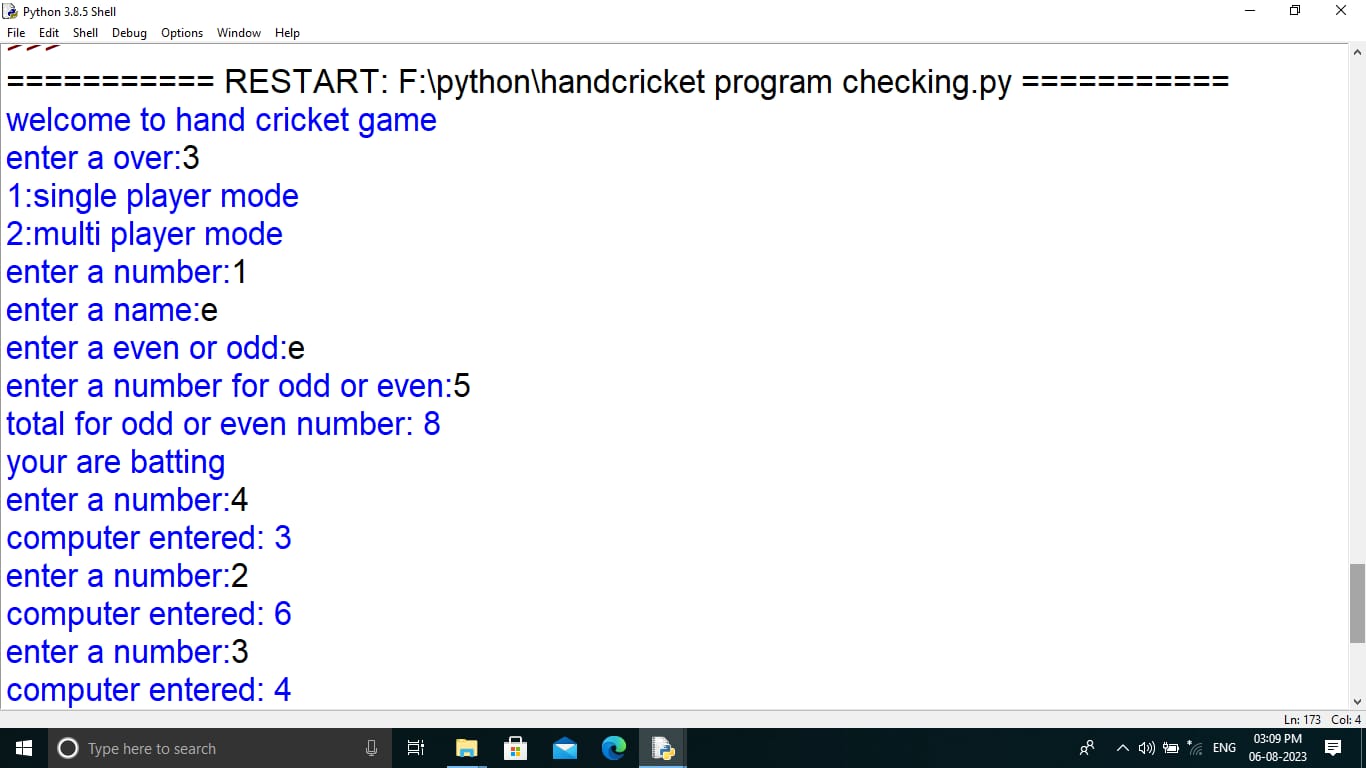 Python 3.8.5 Shell
File Edit Shell Debug Options Window Help
=========== RESTART: F:\python\handcricket program checking.py ===========
welcome to hand cricket game
enter a over:3
1:single player mode
2:multi player mode
enter a number:1
enter a name:e
enter a even or odd:e
enter a number for odd or even:5
total for odd or even number: 8
your are batting
enter a number:4
computer entered: 3
enter a number:2
computer entered: 6
enter a number:3
computer entered: 4
Ln: 173 Col: 4
Type here to search
ENG
03:09 PM
06-08-2023